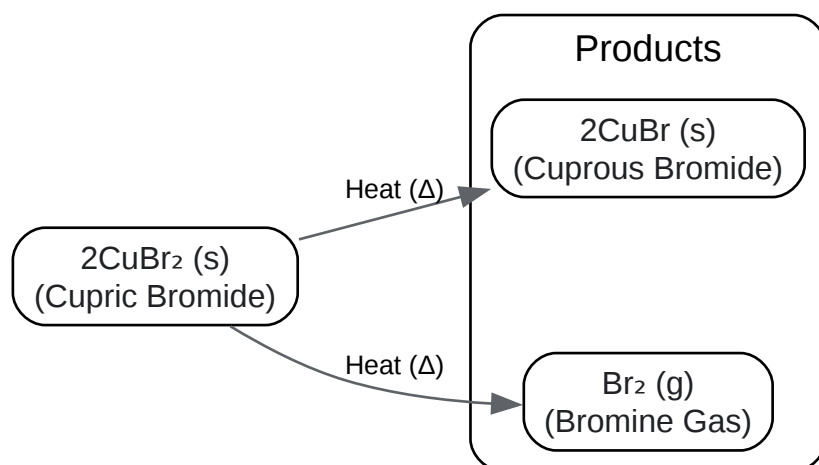 Products
2CuBr (s)
(Cuprous Bromide)
Heat (Δ)
2CuBr₂ (s)
(Cupric Bromide)
Heat (Δ)
Br₂ (g)
(Bromine Gas)